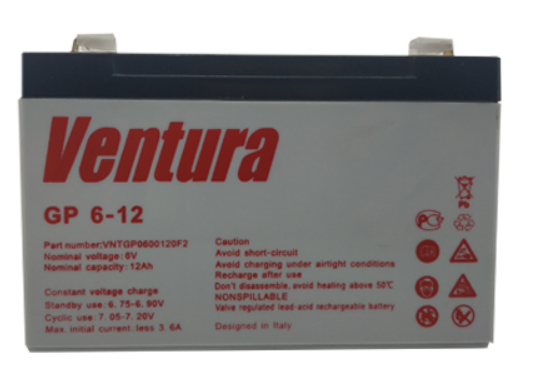 Ventura
GP 6-12
Part number:VNTGP0600120F2
Nominal voltage:6V
Nominal capacity:12Ah
Constant voltage charge
Standby use:6.75-6.90V
Cyclic use:7.05-7.20V
Max. initial current:less 3.6A
Caution
Avoid short-circuit
Avoid charging under airtight conditions
Recharge after use
Don't disassemble, avoid heating above 50℃
NONSPILLABLE
Valve regulated lead-acid rechargeable battery
Designed in Italy
Pb